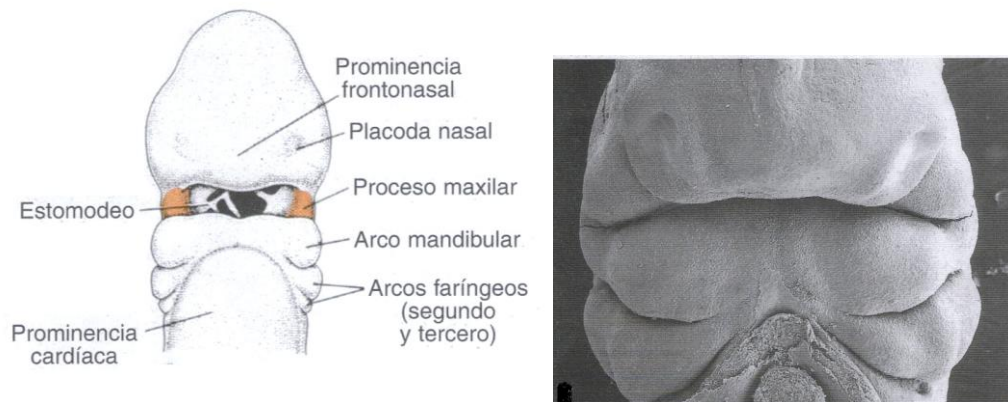 Prominencia
frontonasal
Placoda nasal
Proceso maxilar
Estomodeo
Arco mandibular
Arcos faríngeos
(segundo
y tercero)
Prominencia
cardíaca